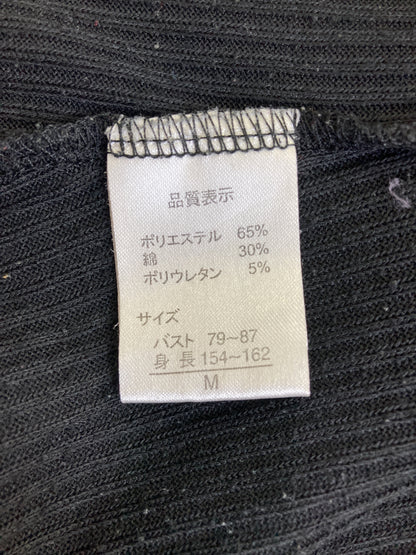 品質表示
ポリエステル 65%
綿 30%
ポリウレタン 5%
サイズ
バスト 79~87
身長 154~162
M